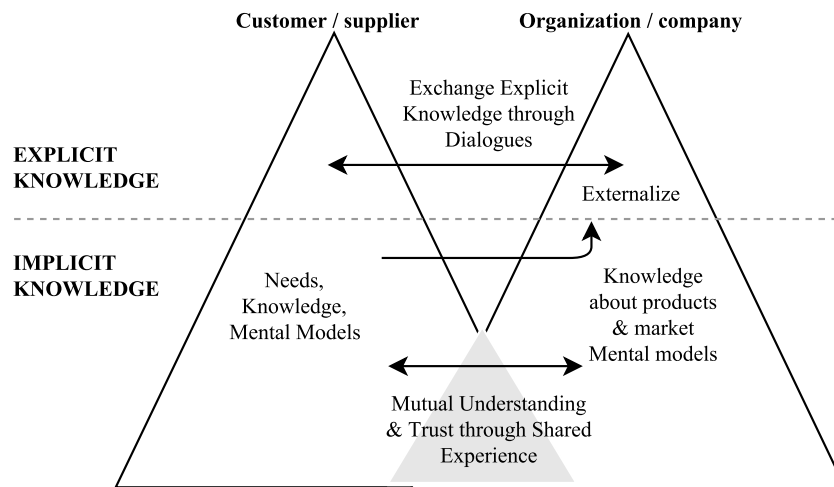 Customer / supplier
Organization / company
Exchange Explicit
Knowledge through
Dialogues
EXPLICIT
KNOWLEDGE
Externalize
IMPLICIT
KNOWLEDGE
Needs,
Knowledge,
Mental Models
Knowledge
about products
& market
Mental models
Mutual Understanding
& Trust through Shared
Experience